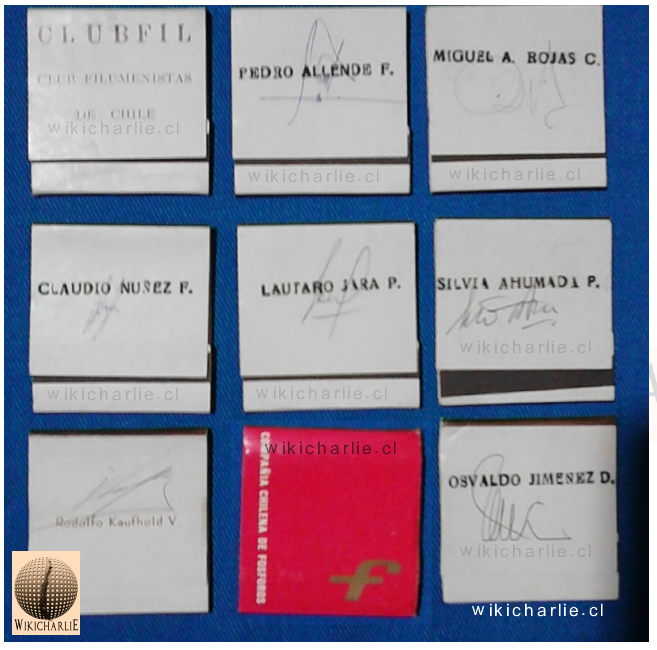 CLUBFIL
CLUB FILUMENISTAS
DE CHILE
wikicharlie.cl
PEDRO ALLENDE F.
wikicharlie.cl
MIGUEL A. ROJAS C.
wikicharlie.cl
CLAUDIO NUÑEZ F.
wikicharlie.cl
LAUTARO JARA P.
wikicharlie.cl
SILVIA AHUMADA P.
wikicharlie.cl
Rodolfo Kaufhold V.
WIKICHARLIE
wikicharlie.cl
COMPAÑIA CHILENA DE FOSFOROS
f
OSVALDO JIMENEZ D.
wikicharlie.cl
wikicharlie.cl